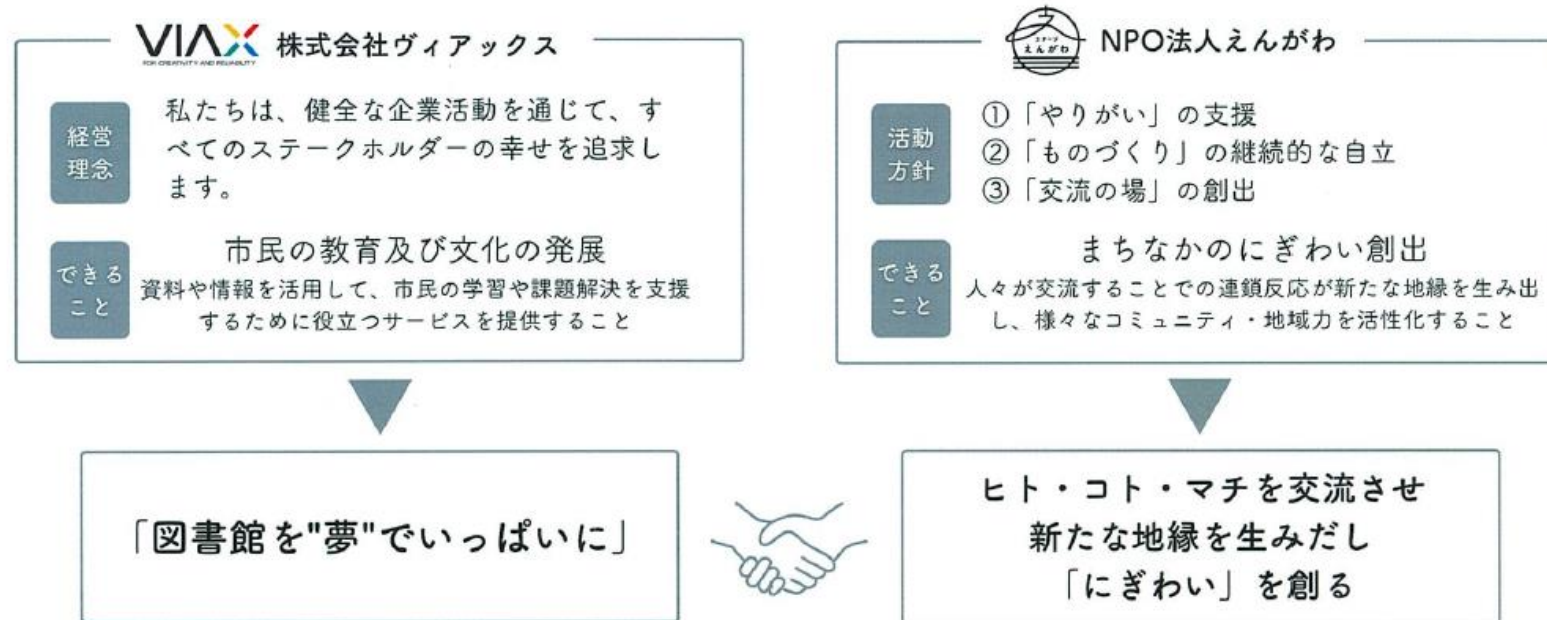 VIAX 株式会社ヴィアックス
FOR CREATIVITY AND RELIABILITY
経営
理念
私たちは、健全な企業活動を通じて、す
べてのステークホルダーの幸せを追求し
ます。
できる
こと
市民の教育及び文化の発展
資料や情報を活用して、市民の学習や課題解決を支援
するために役立つサービスを提供すること
「図書館を"夢"でいっぱいに」
ステージ
えんがわ
NPO法人えんがわ
活動
方針
①「やりがい」の支援
②「ものづくり」の継続的な自立
③「交流の場」の創出
できる
こと
まちなかのにぎわい創出
人々が交流することでの連鎖反応が新たな地縁を生み出
し、様々なコミュニティ・地域力を活性化すること
ヒト・コト・マチを交流させ
新たな地縁を生みだし
「にぎわい」を創る